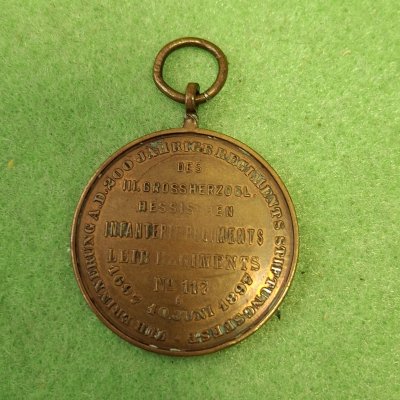 ZUR ERINNERUNG A.D. 200 JÄHRIGE REGIMENTS STIFTUNGSFEST
DES
III. GROSSHERZOGL.
HESSISCHEN
INFANTERIE REGIMENTS
LEIB REGIMENTS
No. 117
1697 10. JUNI 1897